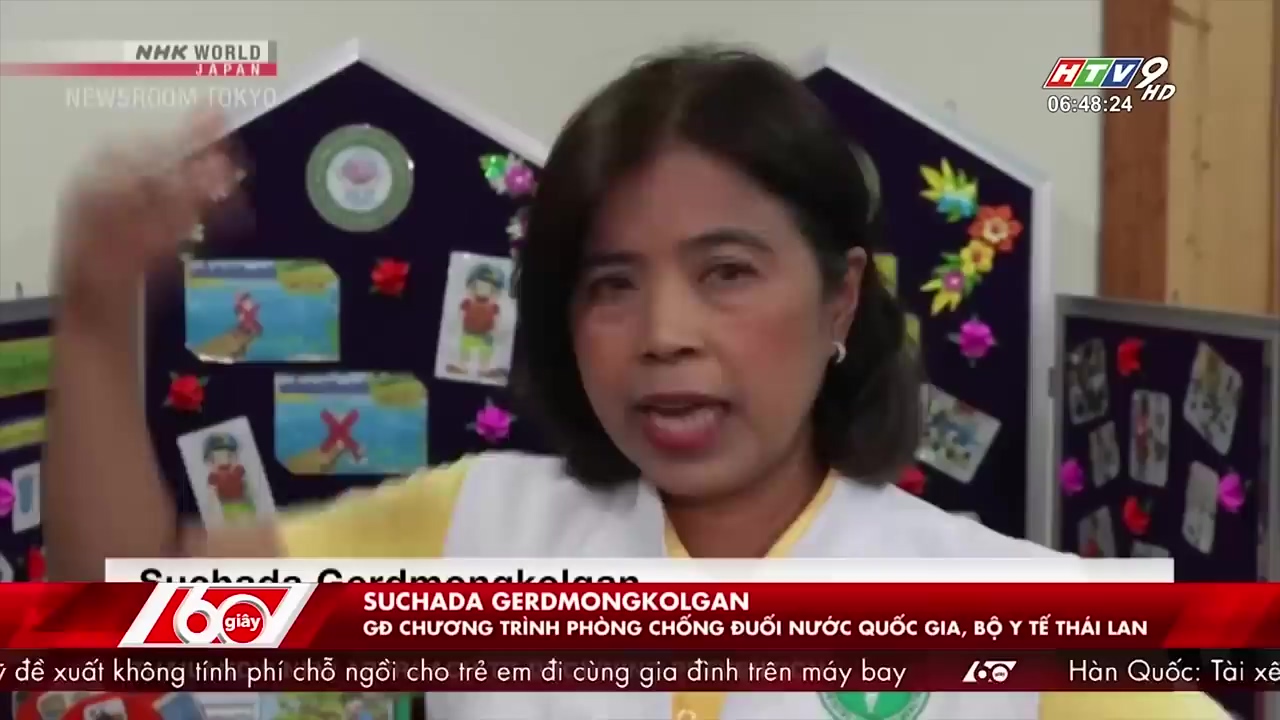 NHK WORLD
JAPAN
NEWSROOM TOKYO
HTV9
HD
06:48:24
Suchada Gerdmongkolgan
60 giây
SUCHADA GERDMONGKOLGAN
GĐ CHƯƠNG TRÌNH PHÒNG CHỐNG ĐUỐI NƯỚC QUỐC GIA, BỘ Y TẾ THÁI LAN
đề xuất không tính phí chỗ ngồi cho trẻ em đi cùng gia đình trên máy bay 60 Hàn Quốc: Tài xế